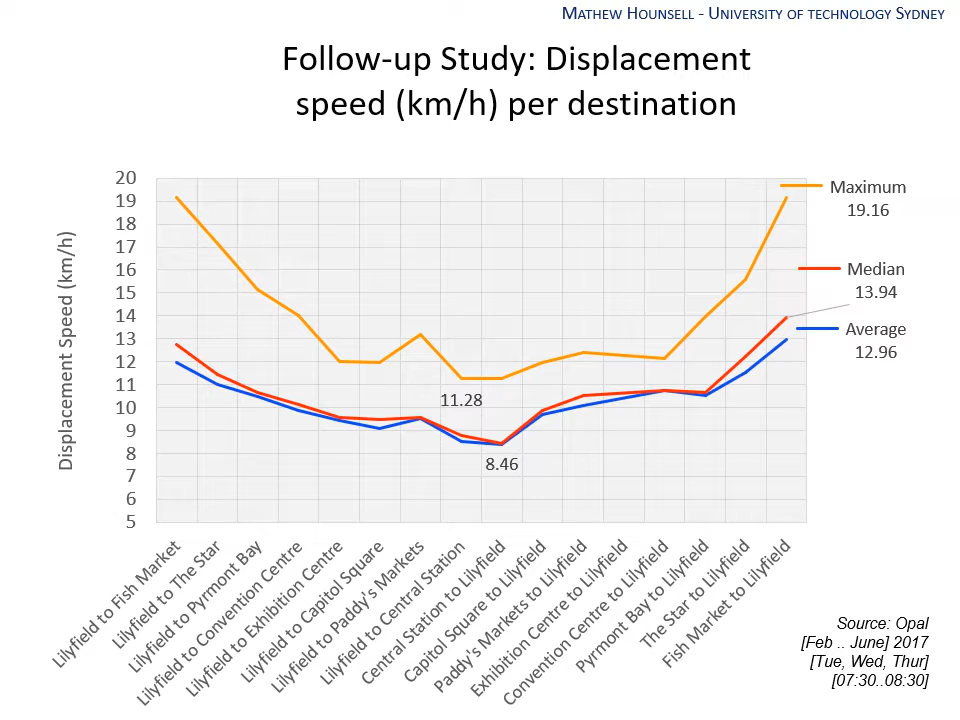 MATHEW HOUNSELL - UNIVERSITY OF TECHNOLOGY SYDNEY
Follow-up Study: Displacement
speed (km/h) per destination
Displacement Speed (km/h)
20
19
18
17
16
15
14
13
12
11
10
9
8
7
6
5
Maximum
19.16
Median
13.94
Average
12.96
11.28
8.46
Lilyfield to Fish Market
Lilyfield to The Star
Lilyfield to Pyrmont Bay
Lilyfield to Convention Centre
Lilyfield to Exhibition Centre
Lilyfield to Capitol Square
Lilyfield to Paddy's Markets
Lilyfield to Central Station
Central Station to Lilyfield
Capitol Square to Lilyfield
Paddy's Markets to Lilyfield
Exhibition Centre to Lilyfield
Convention Centre to Lilyfield
Pyrmont Bay to Lilyfield
The Star to Lilyfield
Fish Market to Lilyfield
Source: Opal
[Feb .. June] 2017
[Tue, Wed, Thur]
[07:30..08:30]